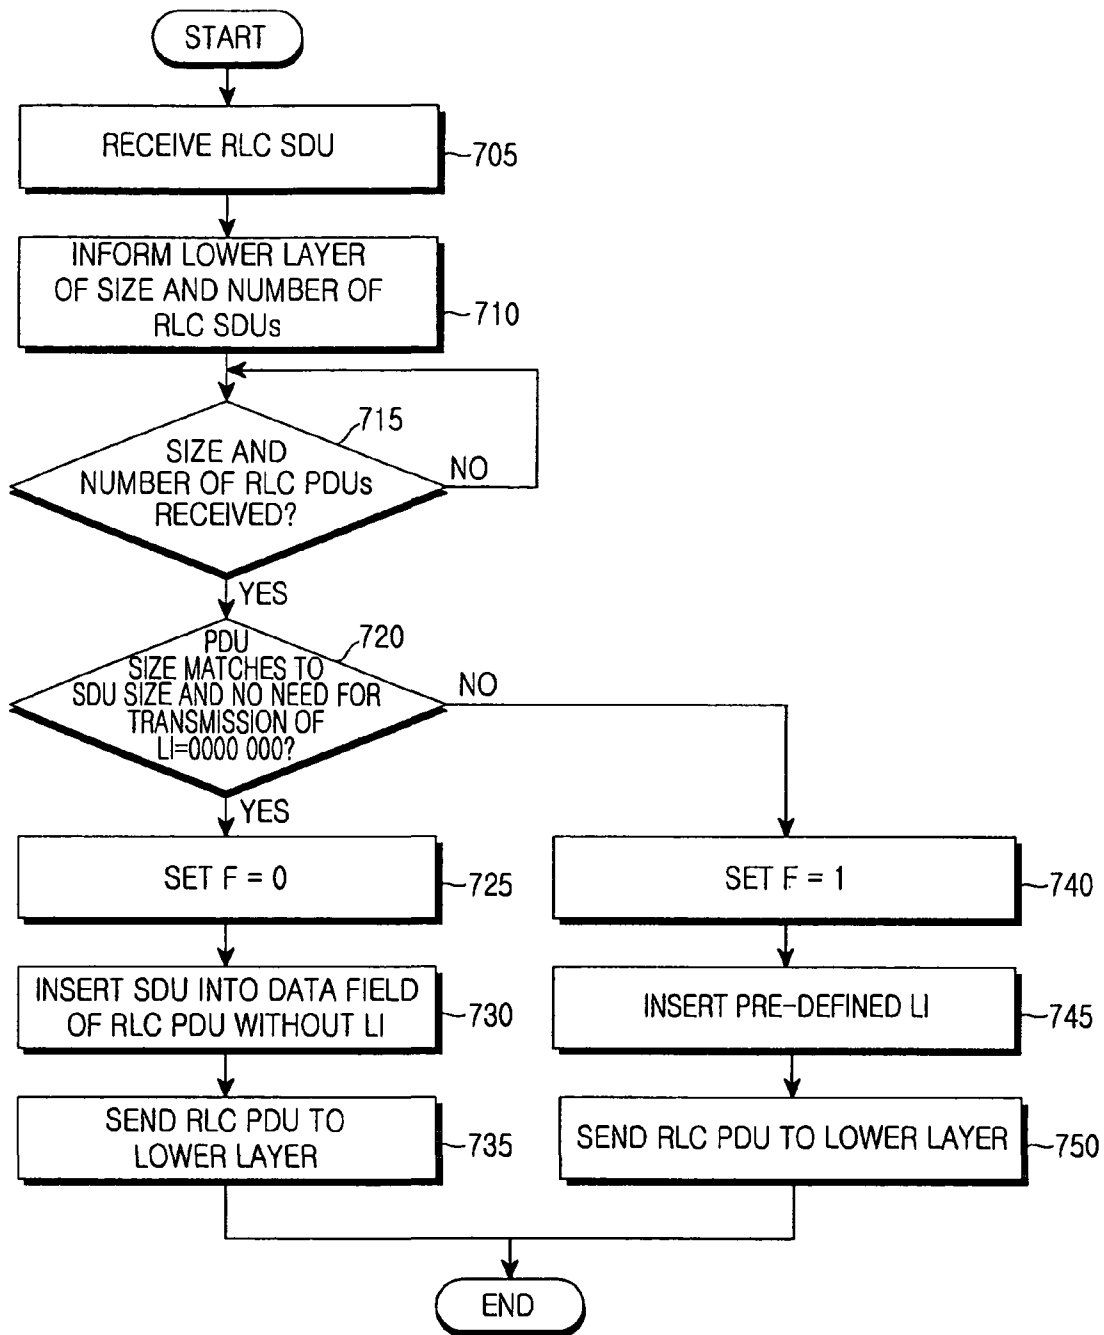 START
RECEIVE RLC SDU
705
INFORM LOWER LAYER
OF SIZE AND NUMBER OF
RLC SDUs
710
715
SIZE AND
NUMBER OF RLC PDUs
RECEIVED?
NO
YES
720
PDU
SIZE MATCHES TO
SDU SIZE AND NO NEED FOR
TRANSMISSION OF
LI=0000 000?
NO
YES
SET F = 0
725
SET F = 1
740
INSERT SDU INTO DATA FIELD
OF RLC PDU WITHOUT LI
730
INSERT PRE-DEFINED LI
745
SEND RLC PDU TO
LOWER LAYER
735
SEND RLC PDU TO LOWER LAYER
750
END